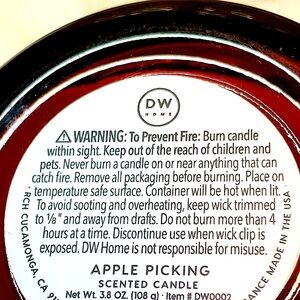 DW
HOME
⚠ WARNING: To Prevent Fire: Burn candle
within sight. Keep out of the reach of children and
pets. Never burn a candle on or near anything that can
catch fire. Remove all packaging before burning. Place on
temperature safe surface. Container will be hot when lit.
To avoid sooting and overheating, keep wick trimmed
to ⅛" and away from drafts. Do not burn more than 4
hours at a time. Discontinue use when wick clip is
exposed. DW Home is not responsible for misuse.
APPLE PICKING
SCENTED CANDLE
Net Wt. 3.8 OZ. (108 g) · Item #DW0002
CUCAMONGA, CA
MADE IN THE USA